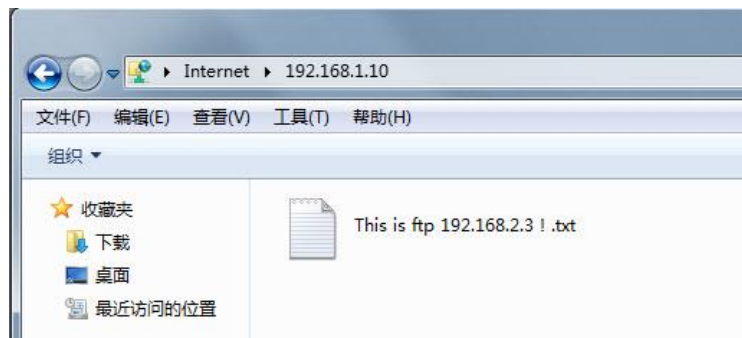 Internet 192.168.1.10
文件(F) 编辑(E) 查看(V) 工具(T) 帮助(H)
组织
收藏夹
下载
桌面
最近访问的位置
This is ftp 192.168.2.3 ! .txt